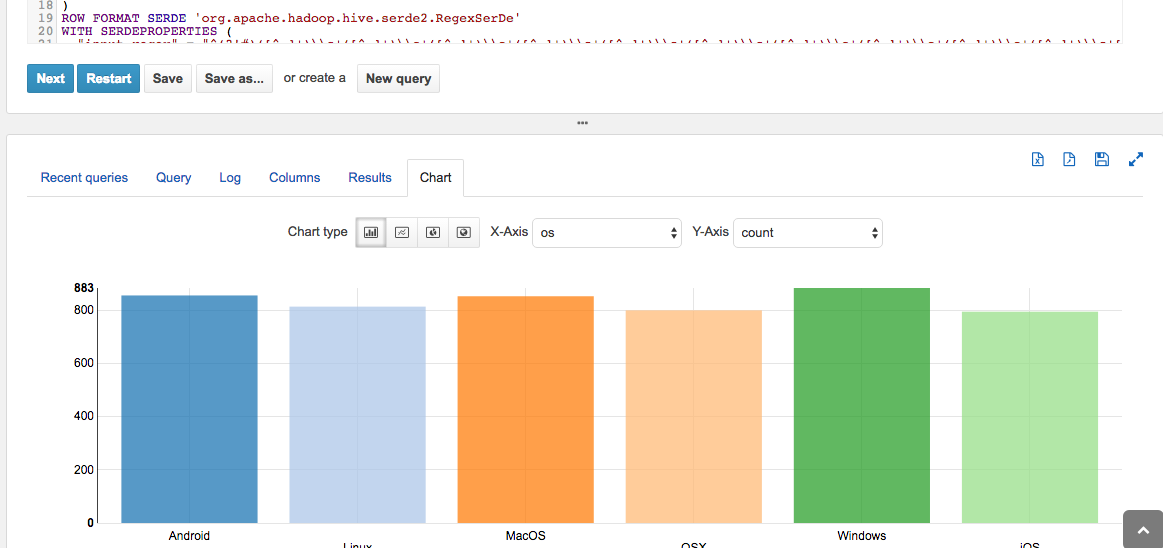 18 )
19 ROW FORMAT SERDE 'org.apache.hadoop.hive.serde2.RegexSerDe'
20 WITH SERDEPROPERTIES (
Next Restart Save Save as... or create a New query
Recent queries Query Log Columns Results Chart
Chart type X-Axis os Y-Axis count
883
800
600
400
200
0
Android Linux MacOS OSX Windows iOS